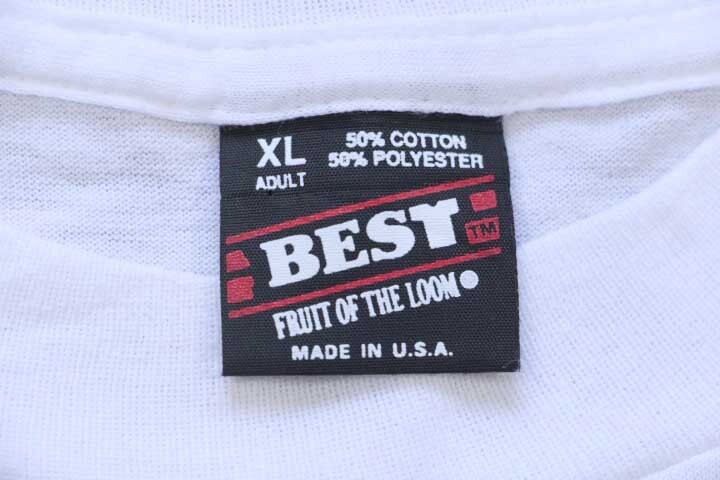 XL
ADULT
50% COTTON
50% POLYESTER
BEST
TM
FRUIT OF THE LOOM
MADE IN U.S.A.